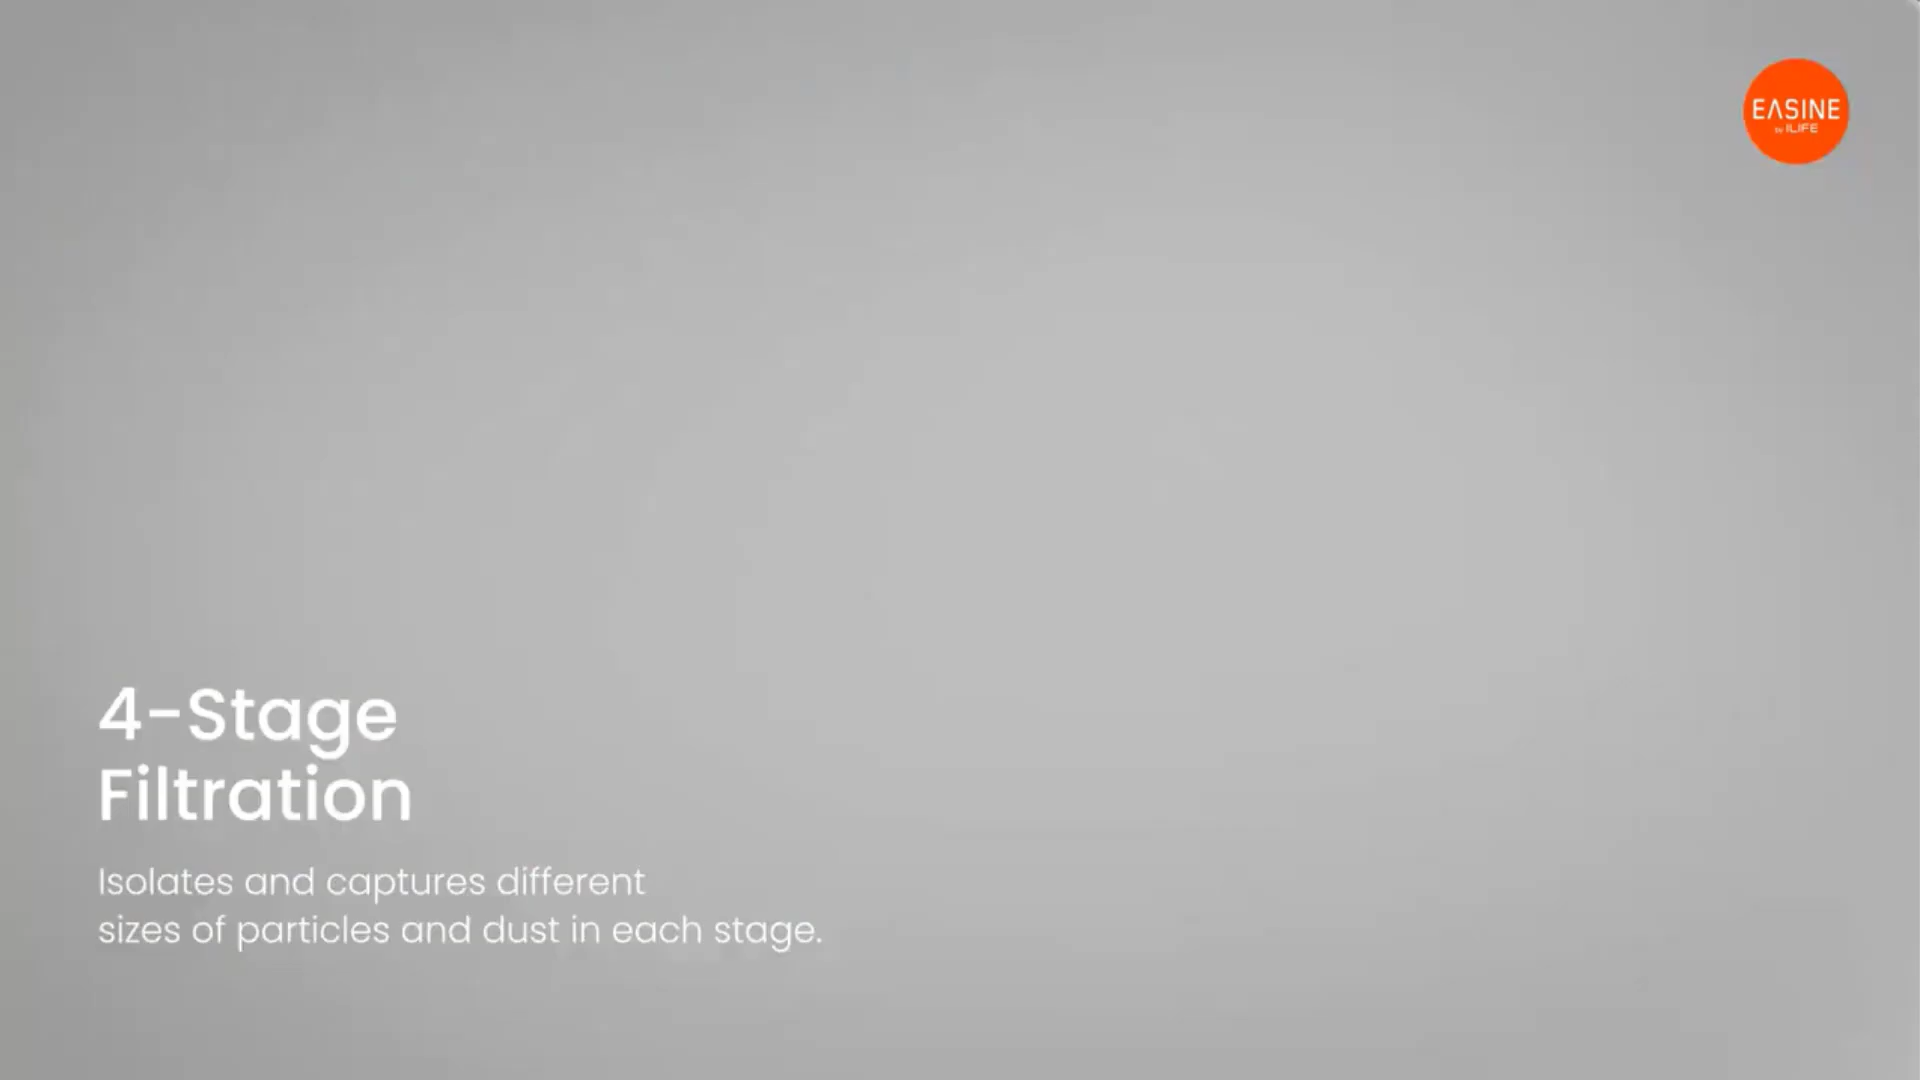 EASINE
by ILIFE
4-Stage
Filtration
Isolates and captures different
sizes of particles and dust in each stage.